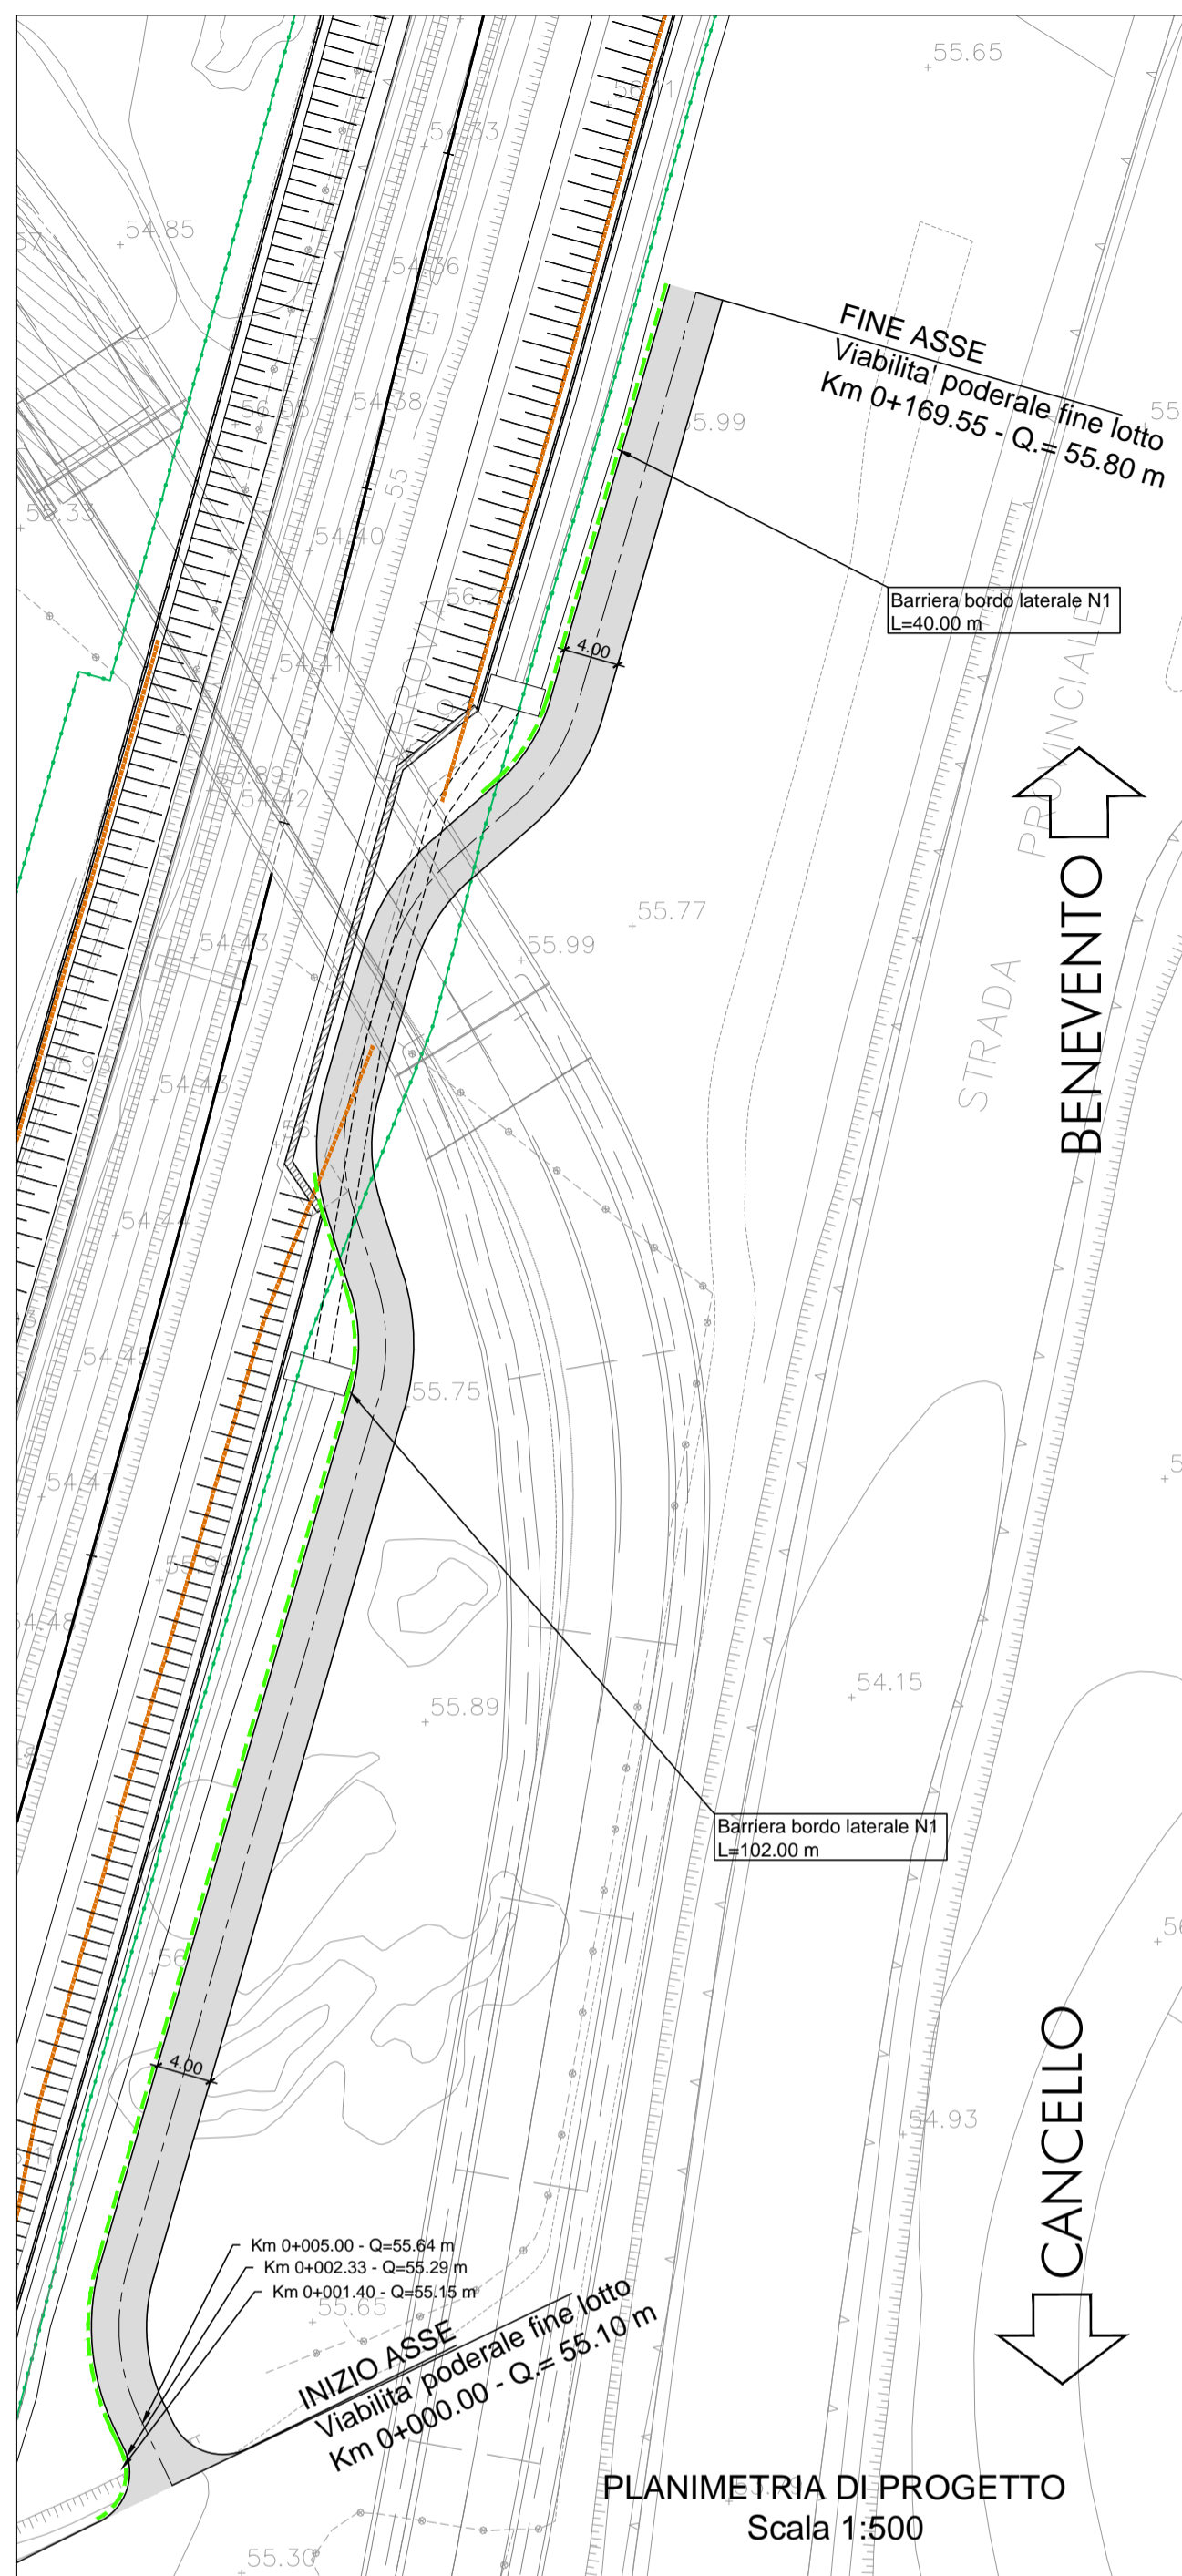 55.65
54.33
54.85
54.36
FINE ASSE
Viabilita' poderale fine lotto
Km 0+169.55 - Q.= 55.80 m
54.38
55
55.33
54.40
Barriera bordo laterale N1
L=40.00 m
4.00
54.41
54.42
STRADA PROVINCIALE
BENEVENTO
55.77
55.99
54.43
54.43
54.44
54.45
55.75
54.47
54.15
55.89
Barriera bordo laterale N1
L=102.00 m
4.00
54.93
CANCELLO
Km 0+005.00 - Q=55.64 m
Km 0+002.33 - Q=55.29 m
Km 0+001.40 - Q=55.15 m
55.65
INIZIO ASSE
Viabilita' poderale fine lotto
Km 0+000.00 - Q.= 55.10 m
PLANIMETRIA DI PROGETTO
Scala 1:500
55.30